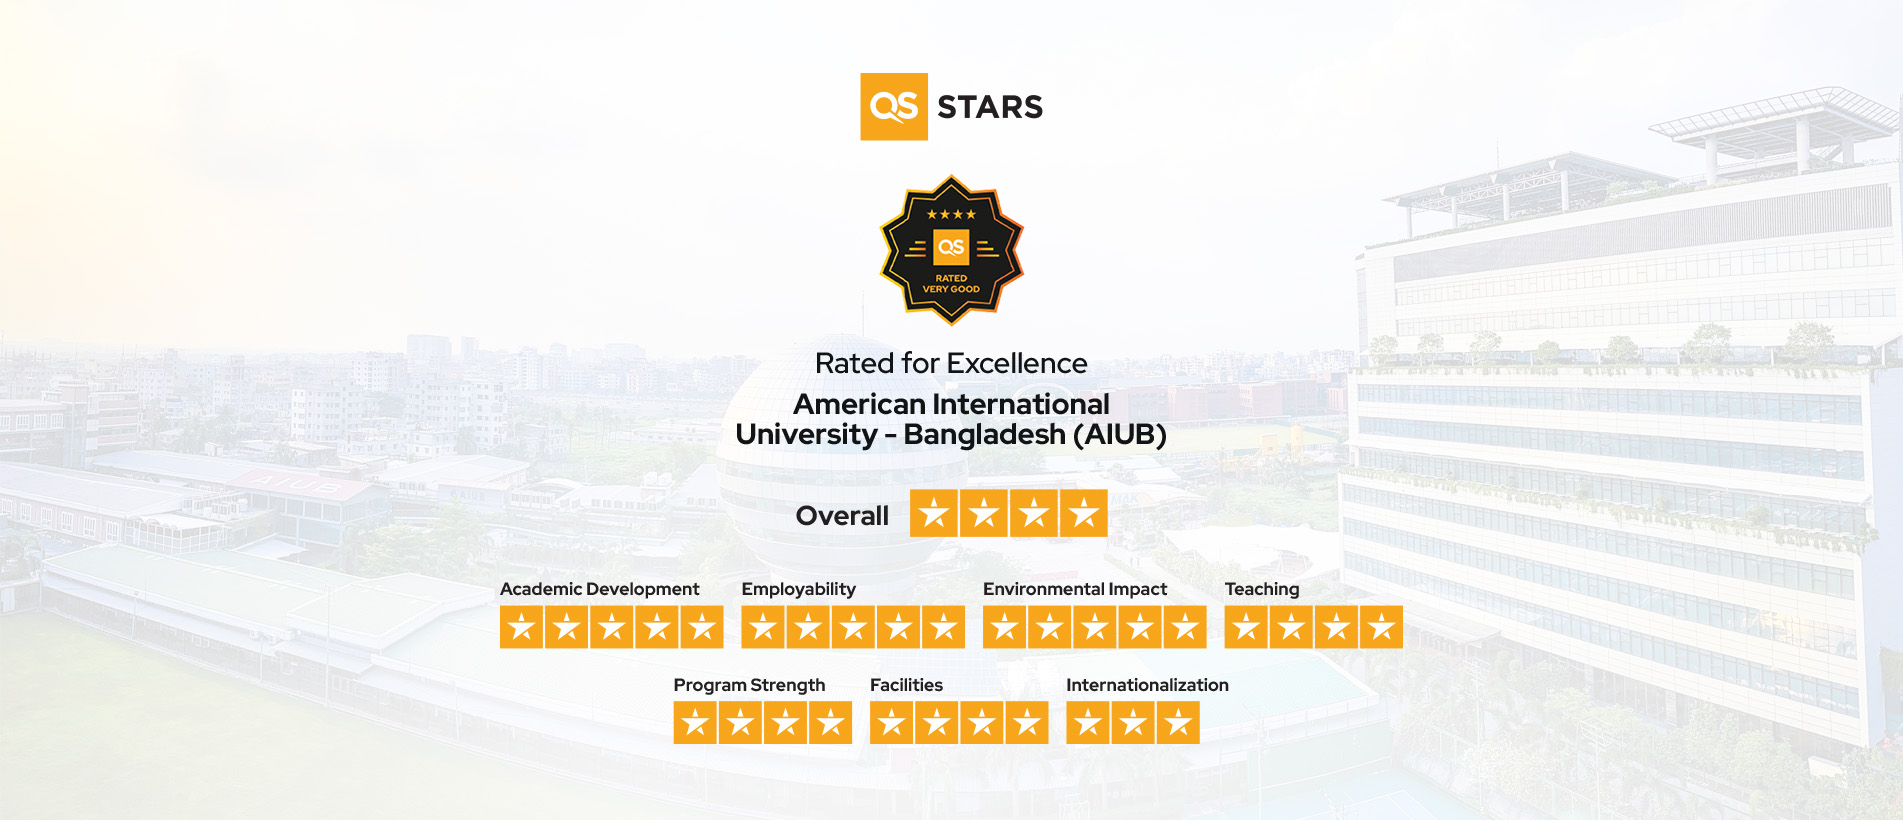 QS STARS
QS
RATED
VERY GOOD
Rated for Excellence
American International
University - Bangladesh (AIUB)
Overall
Academic Development Employability Environmental Impact Teaching
Program Strength Facilities Internationalization
AIUB